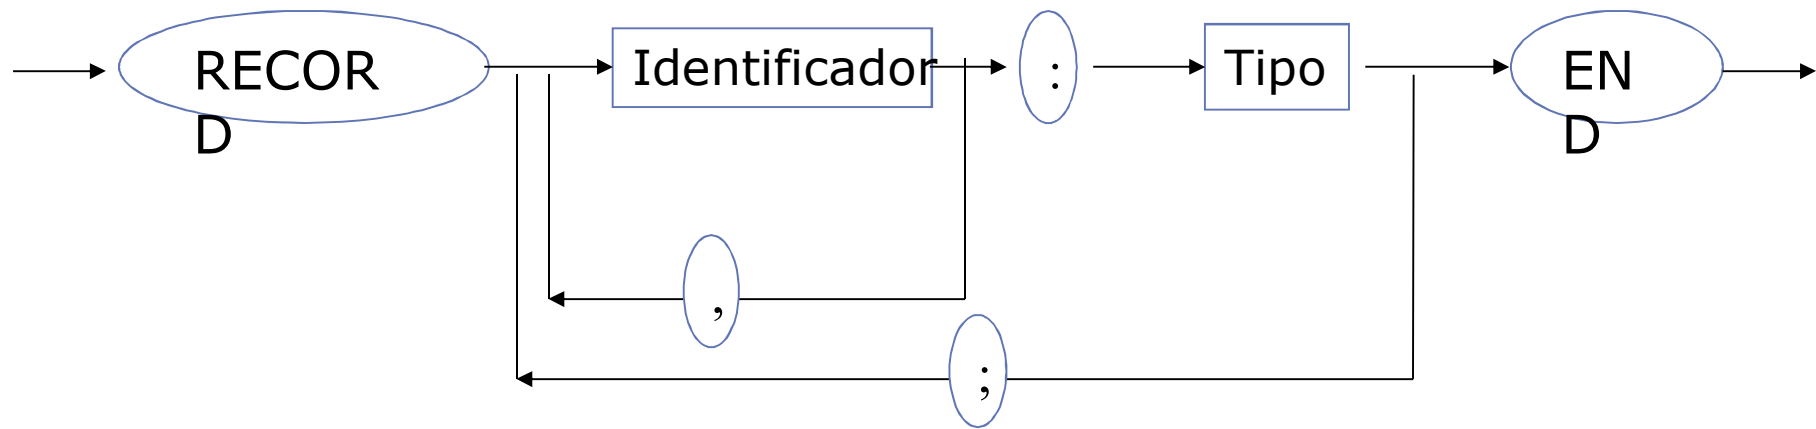 RECOR
D
Identificador
:
Tipo
EN
D
,
;